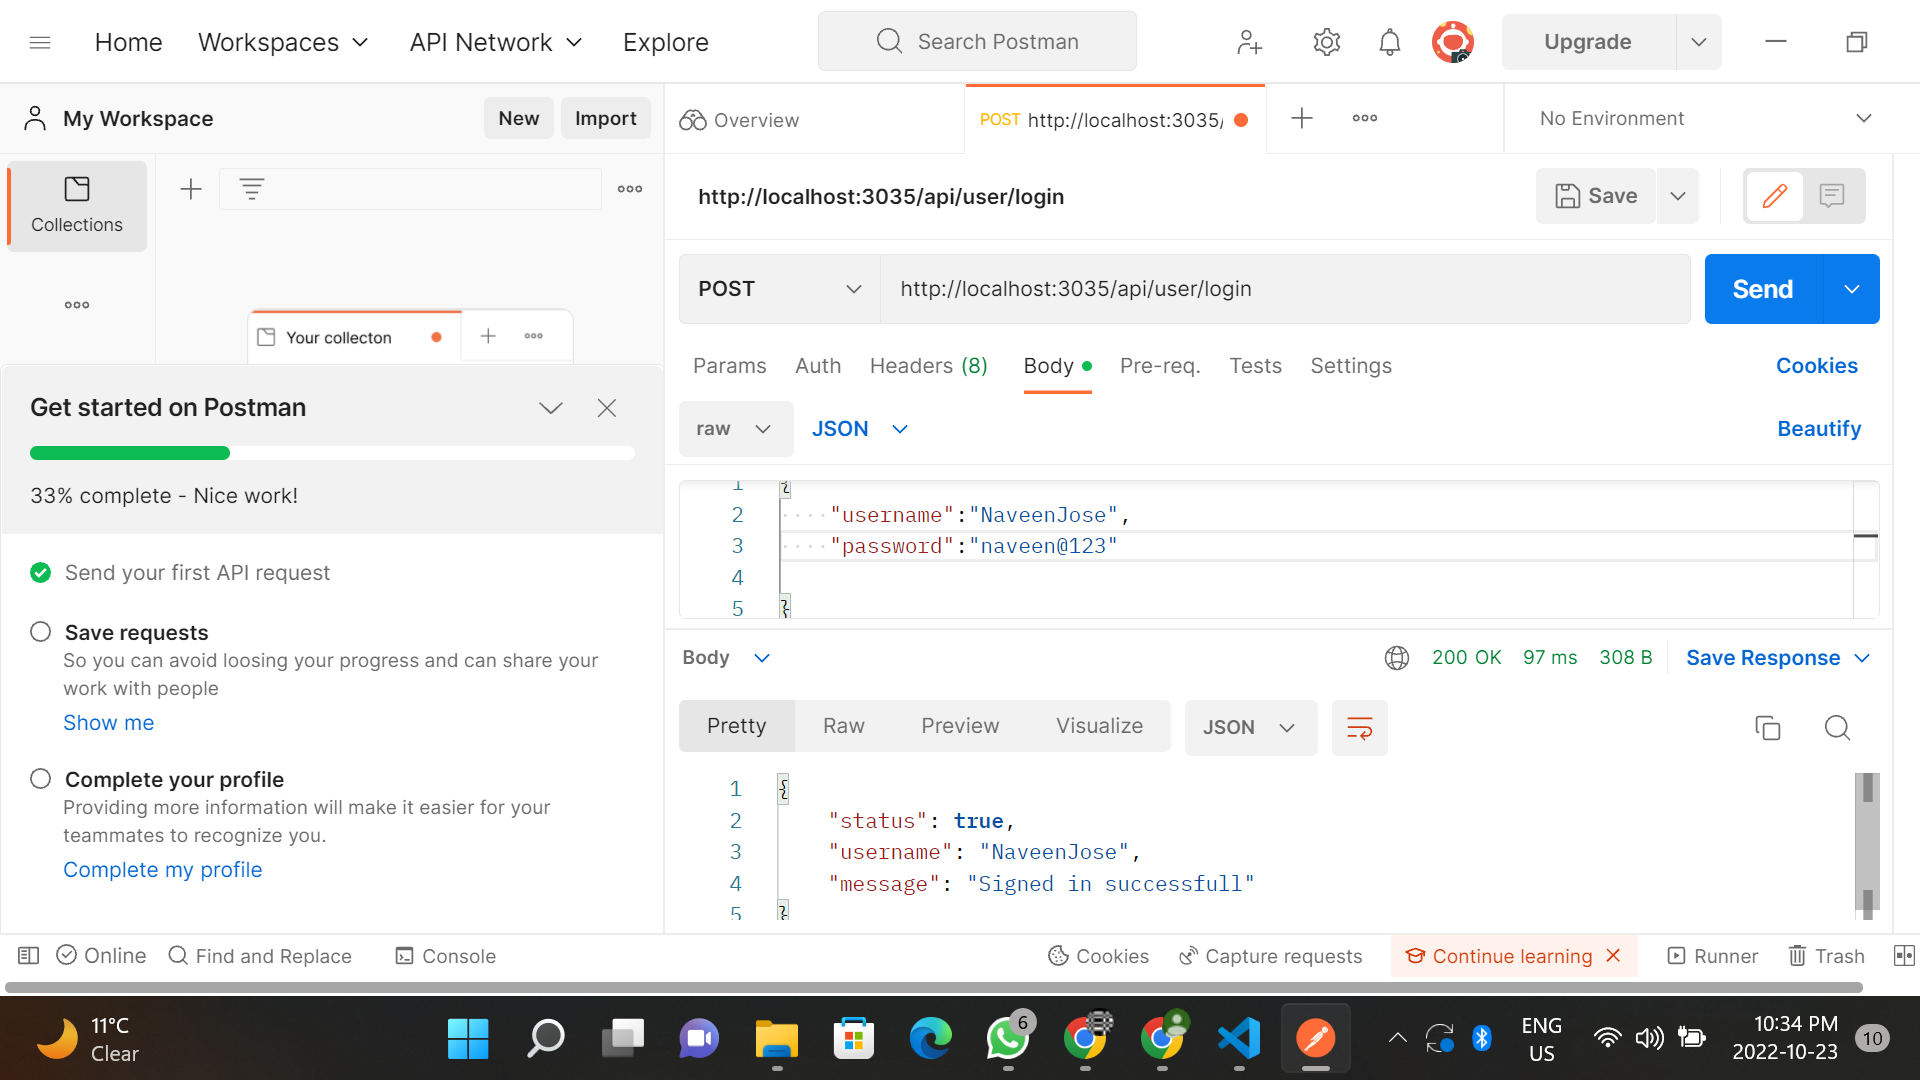 Home Workspaces API Network Explore Search Postman Upgrade
My Workspace New Import
Overview POST http://localhost:3035/ No Environment
Collections
Your collecton
Get started on Postman
33% complete - Nice work!
Send your first API request
Save requests
So you can avoid loosing your progress and can share your
work with people
Show me
Complete your profile
Providing more information will make it easier for your
teammates to recognize you.
Complete my profile
http://localhost:3035/api/user/login Save
POST http://localhost:3035/api/user/login Send
Params Auth Headers (8) Body Pre-req. Tests Settings Cookies
raw JSON Beautify
1 {
2 "username":"NaveenJose",
3 "password":"naveen@123"
4
5 }
Body 200 OK 97 ms 308 B Save Response
Pretty Raw Preview Visualize JSON
1 {
2 "status": true,
3 "username": "NaveenJose",
4 "message": "Signed in successfull"
5 }
Online Find and Replace Console Cookies Capture requests Continue learning Runner Trash
11°C
Clear
6
ENG
US
10:34 PM
2022-10-23
10